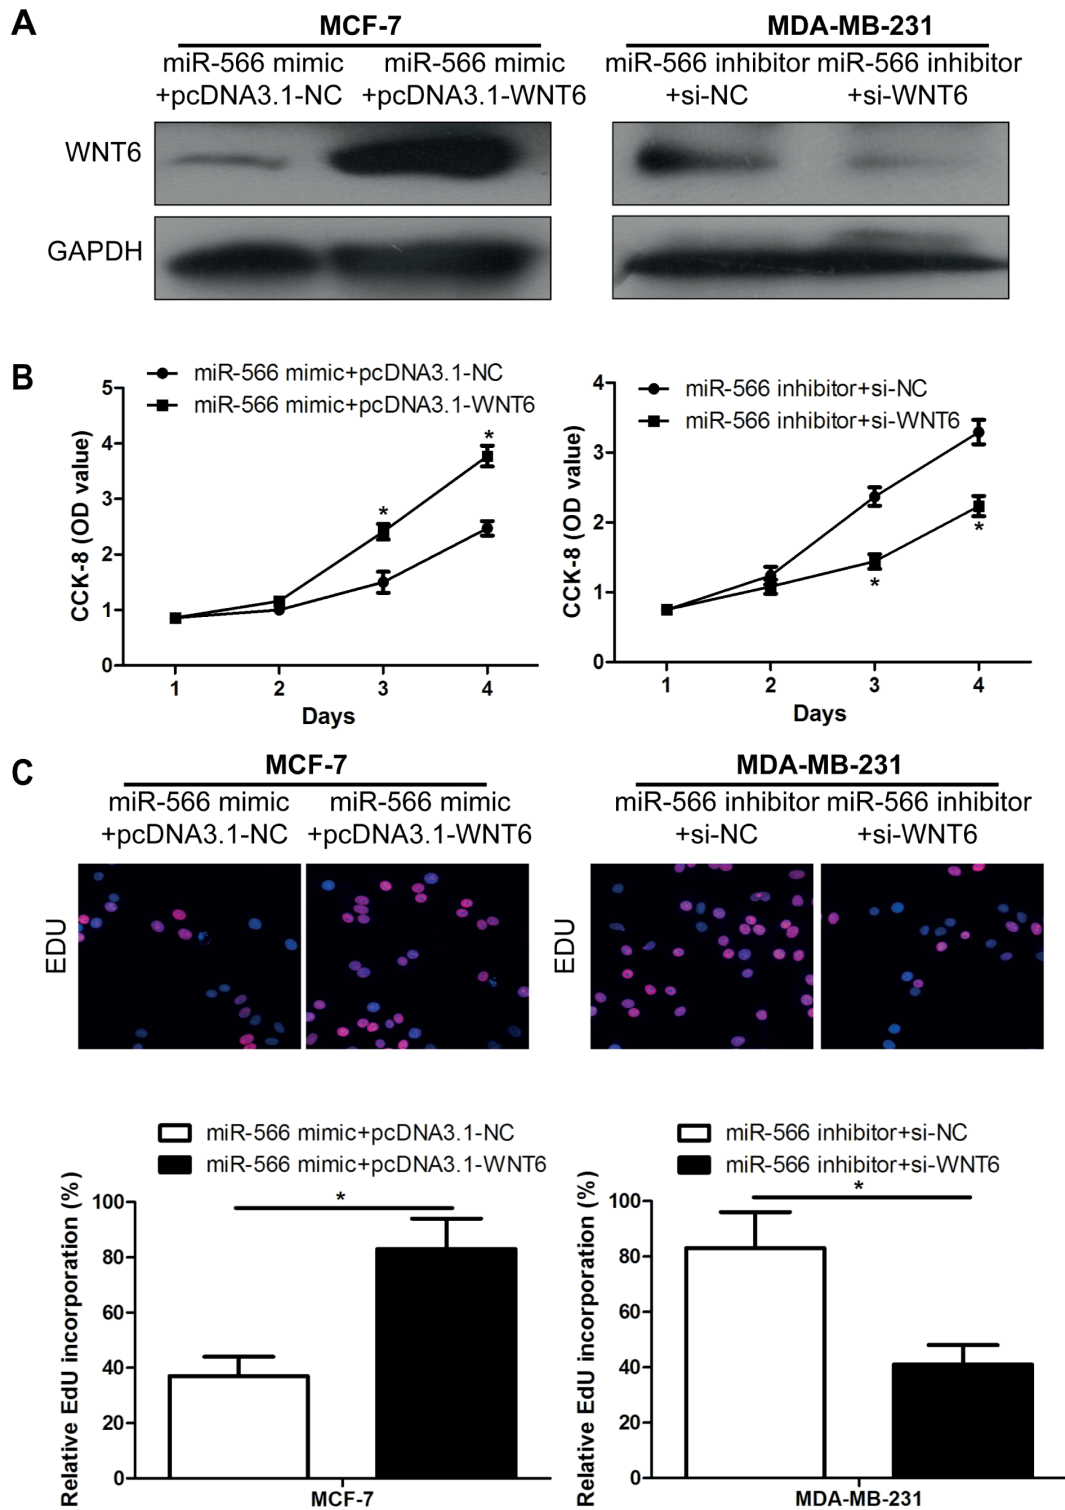 A
MCF-7
MDA-MB-231
miR-566 mimic
+pcDNA3.1-NC
miR-566 mimic
+pcDNA3.1-WNT6
miR-566 inhibitor
+si-NC
miR-566 inhibitor
+si-WNT6
WNT6
GAPDH
B
miR-566 mimic+pcDNA3.1-NC
miR-566 mimic+pcDNA3.1-WNT6
CCK-8 (OD value)
5
4
3
2
1
0
*
*
1 2 3 4
Days
miR-566 inhibitor+si-NC
miR-566 inhibitor+si-WNT6
CCK-8 (OD value)
4
3
2
1
0
*
*
1 2 3 4
Days
C
MCF-7
MDA-MB-231
miR-566 mimic
+pcDNA3.1-NC
miR-566 mimic
+pcDNA3.1-WNT6
miR-566 inhibitor
+si-NC
miR-566 inhibitor
+si-WNT6
EDU
EDU
miR-566 mimic+pcDNA3.1-NC
miR-566 mimic+pcDNA3.1-WNT6
Relative EdU incorporation (%)
100
80
60
40
20
0
*
MCF-7
miR-566 inhibitor+si-NC
miR-566 inhibitor+si-WNT6
Relative EdU incorporation (%)
100
80
60
40
20
0
*
MDA-MB-231